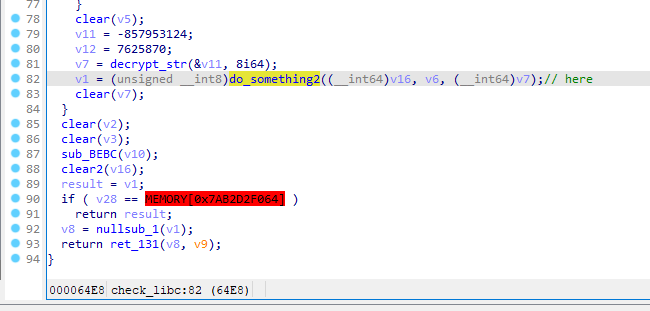 77 }
78 clear(v5);
79 v11 = -857953124;
80 v12 = 7625870;
81 v7 = decrypt_str(&v11, 8i64);
82 v1 = (unsigned __int8)do_something2((__int64)v16, v6, (__int64)v7);// here
83 clear(v7);
84 }
85 clear(v2);
86 clear(v3);
87 sub_BEBC(v10);
88 clear2(v16);
89 result = v1;
90 if ( v28 == MEMORY[0x7AB2D2F064] )
91 return result;
92 v8 = nullsub_1(v1);
93 return ret_131(v8, v9);
94 }
000064E8 check_libc:82 (64E8)